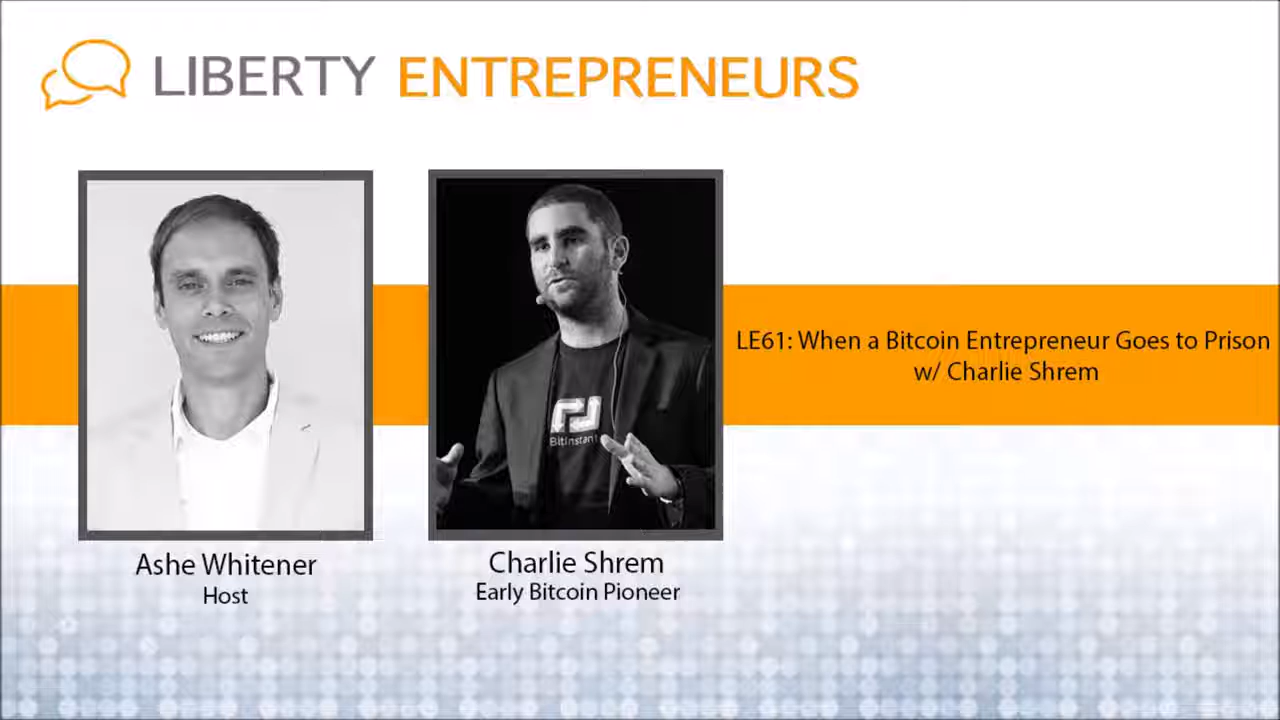 LIBERTY ENTREPRENEURS
BitInstant
LE61: When a Bitcoin Entrepreneur Goes to Prison
w/ Charlie Shrem
Ashe Whitener
Host
Charlie Shrem
Early Bitcoin Pioneer